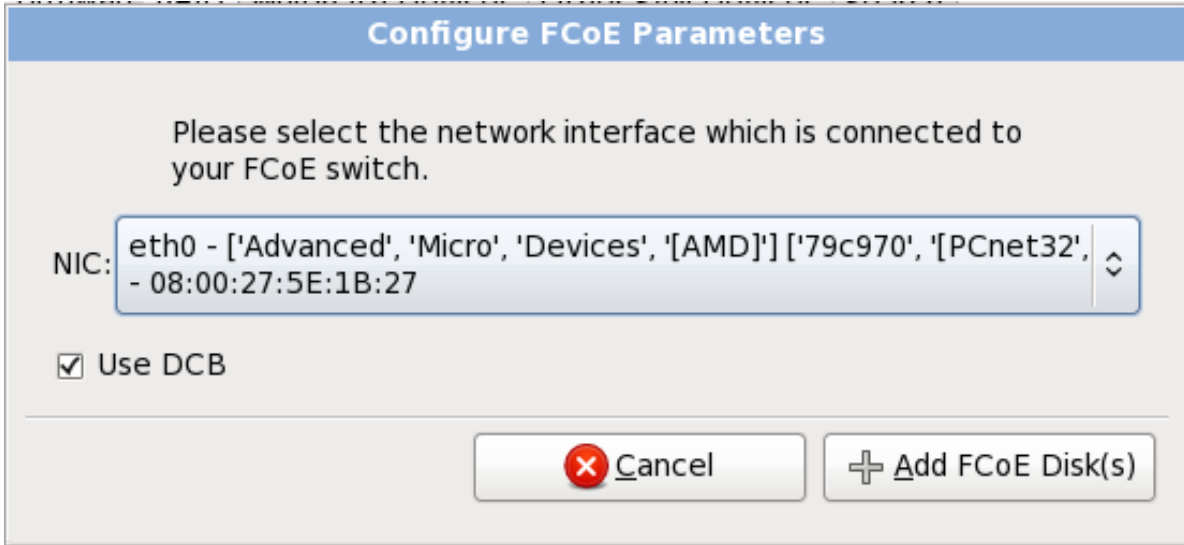 Configure FCoE Parameters
Please select the network interface which is connected to
your FCoE switch.
NIC:
eth0 - ['Advanced', 'Micro', 'Devices', '[AMD]'] ['79c970', '[PCnet32',
- 08:00:27:5E:1B:27
Use DCB
Cancel
Add FCoE Disk(s)